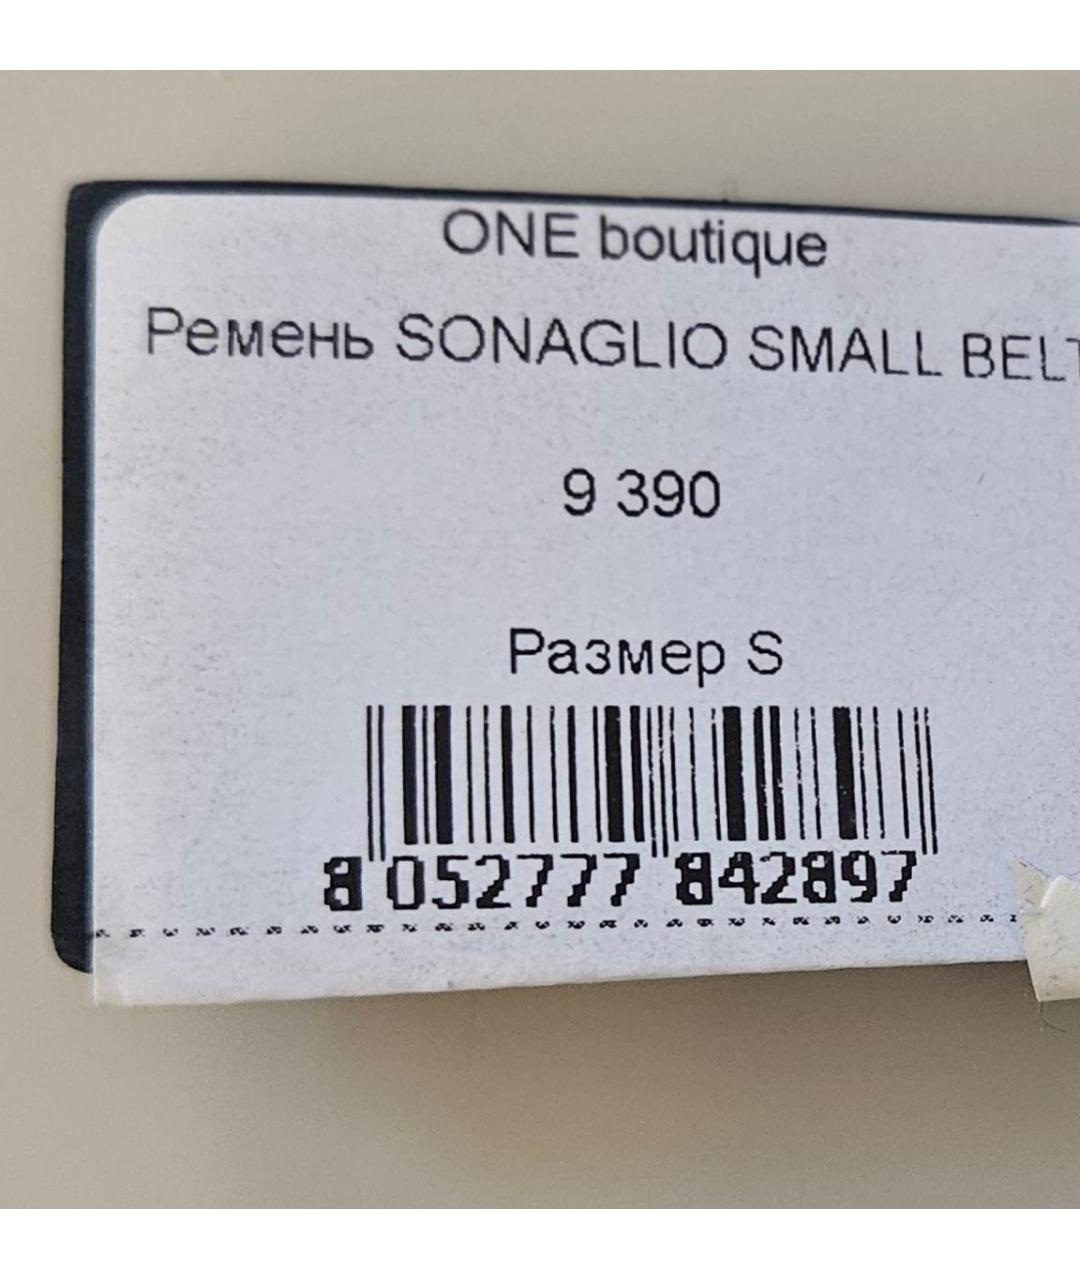 ONE boutique
Ремень SONAGLIO SMALL BELT
9 390
Размер S
8 052777 842897